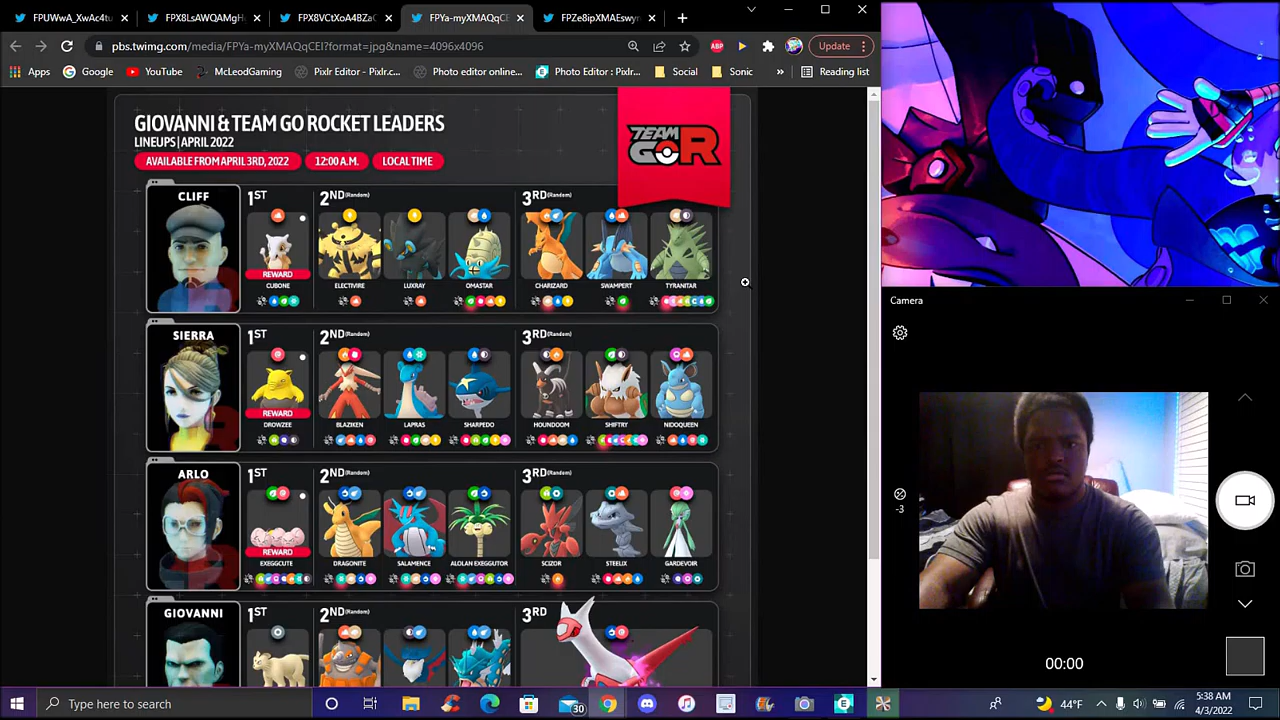 FPUWwA_XwAc4tu
FPX8LsAWQAMgH
FPX8VCtXoA4BZaC
FPYa-myXMAQqCE
FPZe8ipXMAEswy
pbs.twimg.com/media/FPYa-myXMAQqCEI?format=jpg&name=4096x4096
ABP
Update
Apps
Google
YouTube
McLeodGaming
Pixlr Editor - Pixlr.c...
Photo editor online...
Photo Editor : Pixlr...
Social
Sonic
»
Reading list
GIOVANNI & TEAM GO ROCKET LEADERS
LINEUPS | APRIL 2022
AVAILABLE FROM APRIL 3RD, 2022
12:00 A.M.
LOCAL TIME
TEAM
GO R
CLIFF
1ST
2ND (Random)
3RD (Random)
REWARD
CUBONE
ELECTIVIRE
LUXRAY
OMASTAR
CHARIZARD
SWAMPERT
TYRANITAR
SIERRA
1ST
2ND (Random)
3RD (Random)
REWARD
DROWZEE
BLAZIKEN
LAPRAS
SHARPEDO
HOUNDOOM
SHIFTRY
NIDOQUEEN
ARLO
1ST
2ND (Random)
3RD (Random)
REWARD
EXEGGCUTE
DRAGONITE
SALAMENCE
ALOLAN EXEGGUTOR
SCIZOR
STEELIX
GARDEVOIR
GIOVANNI
1ST
2ND (Random)
3RD
Camera
-3
00:00
Type here to search
30
44°F
5:38 AM
4/3/2022